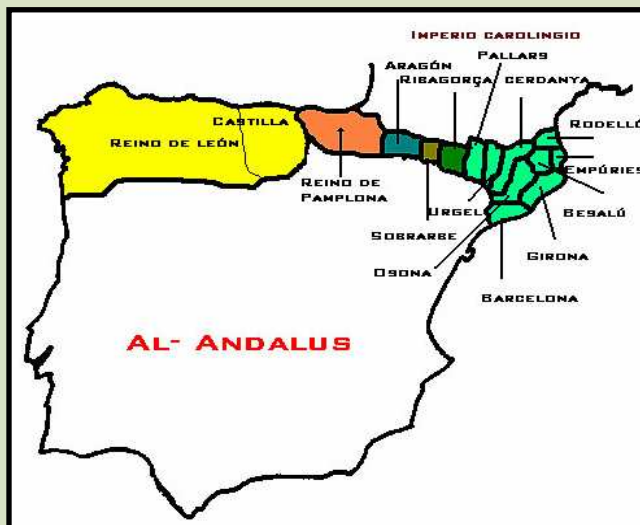 Imperio carolingio
Pallars
Aragón
Ribagorça cerdanya
Rodelló
Castilla
Reino de león
Empúries
Reino de
Pamplona
Urgel
Besalú
Sobrarbe
Girona
Osona
Barcelona
Al- Andalus